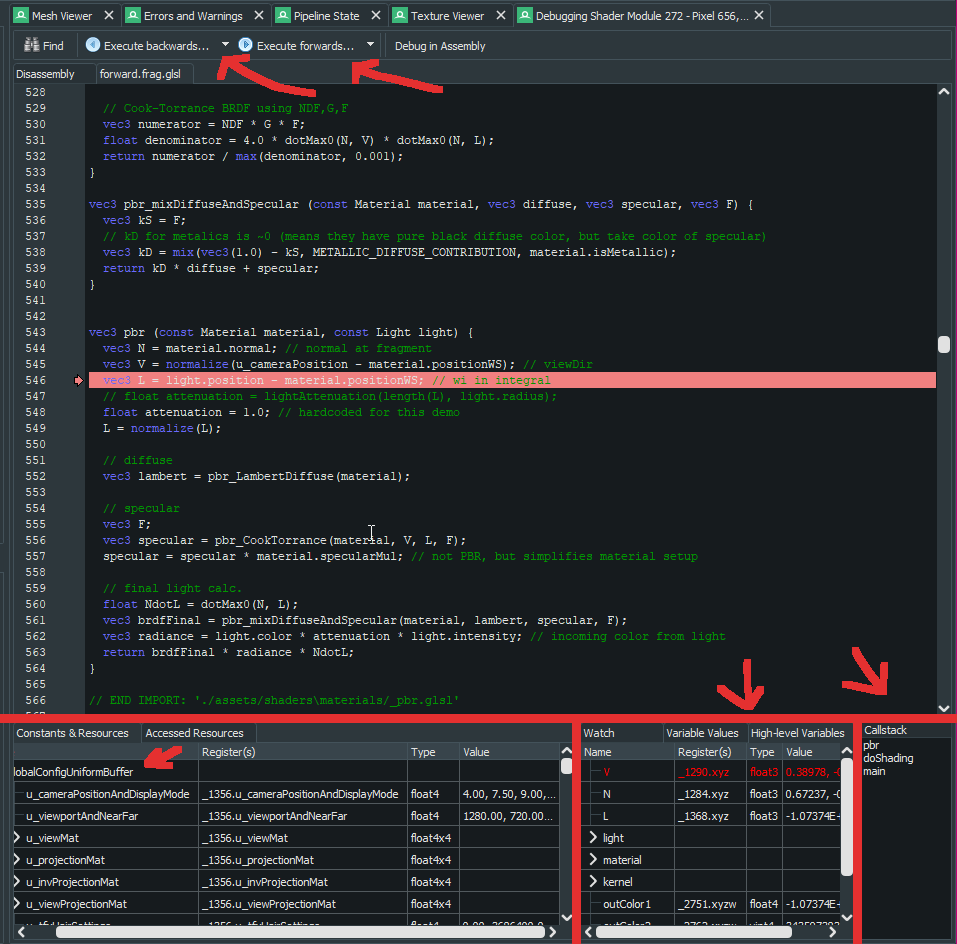 Mesh Viewer
Errors and Warnings
Pipeline State
Texture Viewer
Debugging Shader Module 272 - Pixel 656,...
Find
Execute backwards...
Execute forwards...
Debug in Assembly
Disassembly
forward.frag.glsl
528
529 // Cook-Torrance BRDF using NDF,G,F
530 vec3 numerator = NDF * G * F;
531 float denominator = 4.0 * dotMax0(N, V) * dotMax0(N, L);
532 return numerator / max(denominator, 0.001);
533 }
534
535 vec3 pbr_mixDiffuseAndSpecular (const Material material, vec3 diffuse, vec3 specular, vec3 F) {
536 vec3 kS = F;
537 // kD for metalics is ~0 (means they have pure black diffuse color, but take color of specular)
538 vec3 kD = mix(vec3(1.0) - kS, METALLIC_DIFFUSE_CONTRIBUTION, material.isMetallic);
539 return kD * diffuse + specular;
540 }
541
542
543 vec3 pbr (const Material material, const Light light) {
544 vec3 N = material.normal; // normal at fragment
545 vec3 V = normalize(u_cameraPosition - material.positionWS); // viewDir
546 vec3 L = light.position - material.positionWS; // wi in integral
547 // float attenuation = lightAttenuation(length(L), light.radius);
548 float attenuation = 1.0; // hardcoded for this demo
549 L = normalize(L);
550
551 // diffuse
552 vec3 lambert = pbr_LambertDiffuse(material);
553
554 // specular
555 vec3 F;
556 vec3 specular = pbr_CookTorrance(material, V, L, F);
557 specular = specular * material.specularMul; // not PBR, but simplifies material setup
558
559 // final light calc.
560 float NdotL = dotMax0(N, L);
561 vec3 brdfFinal = pbr_mixDiffuseAndSpecular(material, lambert, specular, F);
562 vec3 radiance = light.color * attenuation * light.intensity; // incoming color from light
563 return brdfFinal * radiance * NdotL;
564 }
565
566 // END IMPORT: './assets/shaders\materials/_pbr.glsl'
Constants & Resources
Accessed Resources
Register(s) Type Value
lobalConfigUniformBuffer
u_cameraPositionAndDisplayMode _1356.u_cameraPositionAndDisplayMode float4 4.00, 7.50, 9.00,...
u_viewportAndNearFar _1356.u_viewportAndNearFar float4 1280.00, 720.00...
u_viewMat _1356.u_viewMat float4x4
u_projectionMat _1356.u_projectionMat float4x4
u_invProjectionMat _1356.u_invProjectionMat float4x4
u_viewProjectionMat _1356.u_viewProjectionMat float4x4
Watch
Variable Values
High-level Variables
Name Register(s) Type Value
V _1290.xyz float3 0.38978, -0
N _1284.xyz float3 0.67237, -0
L _1368.xyz float3 -1.07374E-
light
material
kernel
outColor1 _2751.xyzw float4 -1.07374E-
Callstack
pbr
doShading
main